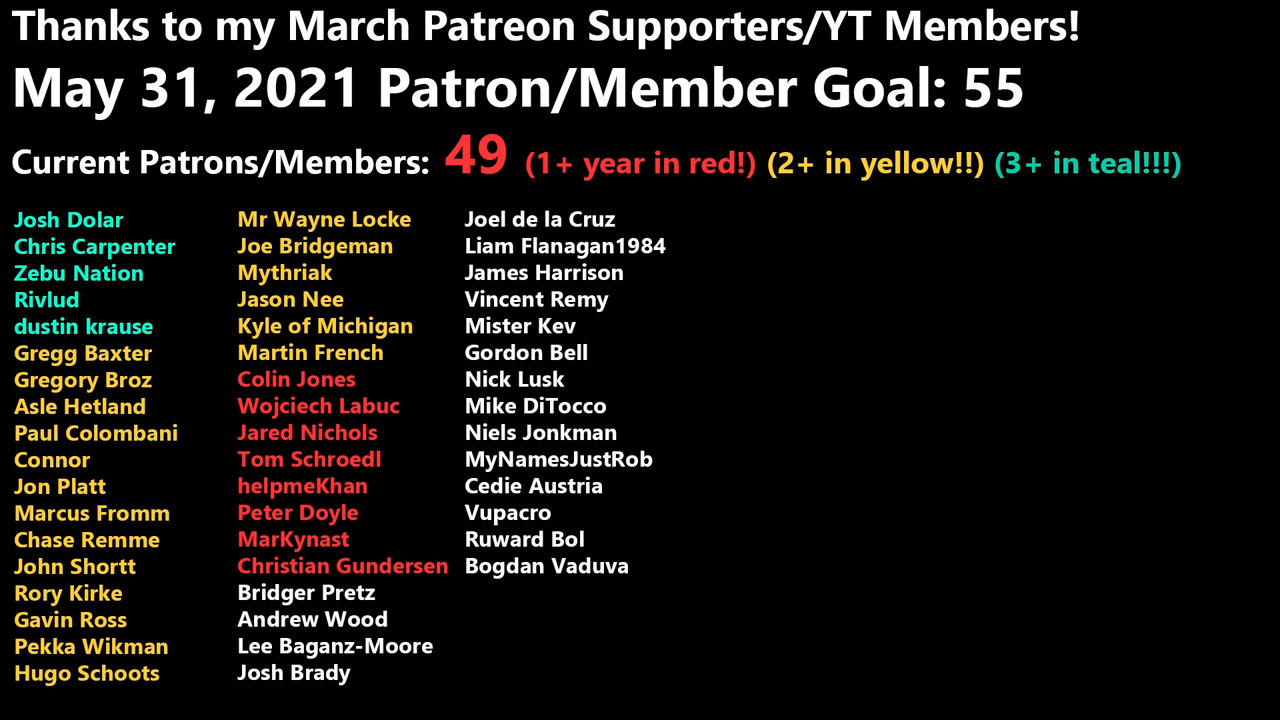 Thanks to my March Patreon Supporters/YT Members!
May 31, 2021 Patron/Member Goal: 55
Current Patrons/Members: 49 (1+ year in red!) (2+ in yellow!!) (3+ in teal!!!)
Josh Dolar
Chris Carpenter
Zebu Nation
Rivlud
dustin krause
Gregg Baxter
Gregory Broz
Asle Hetland
Paul Colombani
Connor
Jon Platt
Marcus Fromm
Chase Remme
John Shortt
Rory Kirke
Gavin Ross
Pekka Wikman
Hugo Schoots
Mr Wayne Locke
Joe Bridgeman
Mythriak
Jason Nee
Kyle of Michigan
Martin French
Colin Jones
Wojciech Labuc
Jared Nichols
Tom Schroedl
helpmeKhan
Peter Doyle
MarKynast
Christian Gundersen
Bridger Pretz
Andrew Wood
Lee Baganz-Moore
Josh Brady
Joel de la Cruz
Liam Flanagan1984
James Harrison
Vincent Remy
Mister Kev
Gordon Bell
Nick Lusk
Mike DiTocco
Niels Jonkman
MyNamesJustRob
Cedie Austria
Vupacro
Ruward Bol
Bogdan Vaduva